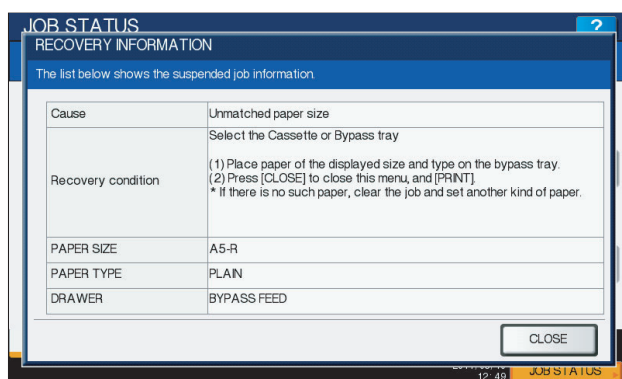 JOB STATUS
?
RECOVERY INFORMATION
The list below shows the suspended job information.
Cause
Unmatched paper size
Recovery condition
Select the Cassette or Bypass tray
(1) Place paper of the displayed size and type on the bypass tray.
(2) Press [CLOSE] to close this menu, and [PRINT].
* If there is no such paper, clear the job and set another kind of paper.
PAPER SIZE
A5-R
PAPER TYPE
PLAIN
DRAWER
BYPASS FEED
CLOSE
12:49
JOB STATUS